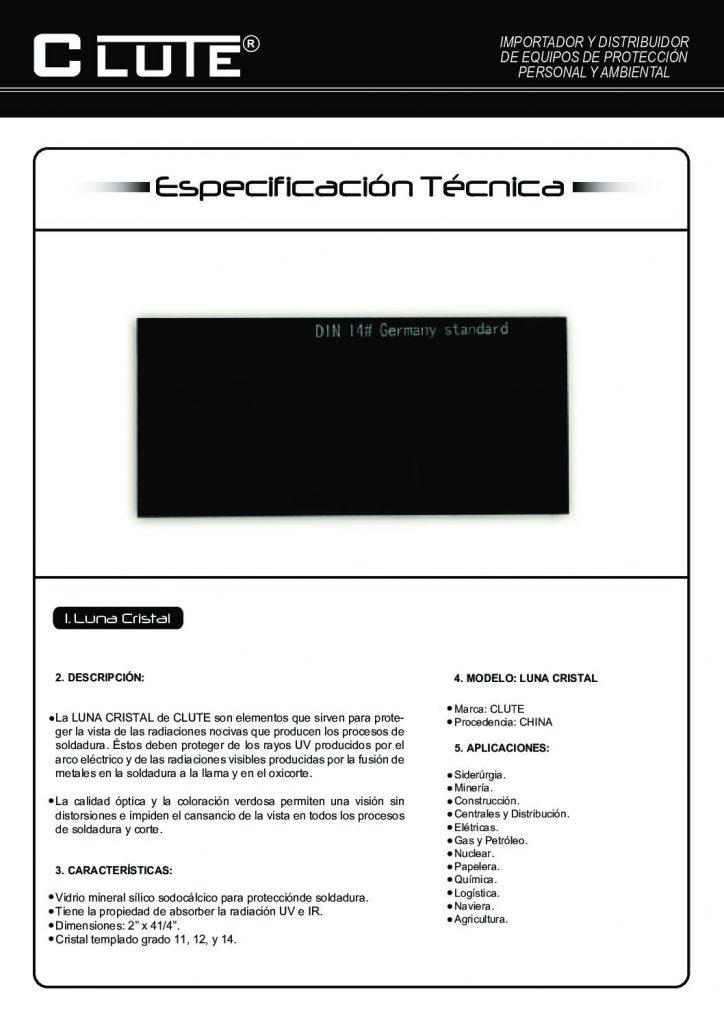 CLUTE®
IMPORTADOR Y DISTRIBUIDOR
DE EQUIPOS DE PROTECCIÓN
PERSONAL Y AMBIENTAL
Especificación Técnica
DIN 14# Germany standard
1. Luna Cristal
2. DESCRIPCIÓN:
•La LUNA CRISTAL de CLUTE son elementos que sirven para prote-
ger la vista de las radiaciones nocivas que producen los procesos de
soldadura. Éstos deben proteger de los rayos UV producidos por el
arco eléctrico y de las radiaciones visibles producidas por la fusión de
metales en la soldadura a la llama y en el oxicorte.
•La calidad óptica y la coloración verdosa permiten una visión sin
distorsiones e impiden el cansancio de la vista en todos los procesos
de soldadura y corte.
3. CARACTERÍSTICAS:
•Vidrio mineral sílico sodocálcico para protecciónde soldadura.
•Tiene la propiedad de absorber la radiación UV e IR.
•Dimensiones: 2” x 41/4”.
•Cristal templado grado 11, 12, y 14.
4. MODELO: LUNA CRISTAL
•Marca: CLUTE
•Procedencia: CHINA
5. APLICACIONES:
•Siderúrgia.
•Minería.
•Construcción.
•Centrales y Distribución.
•Elétricas.
•Gas y Petróleo.
•Nuclear.
•Papelera.
•Química.
•Logística.
•Naviera.
•Agricultura.